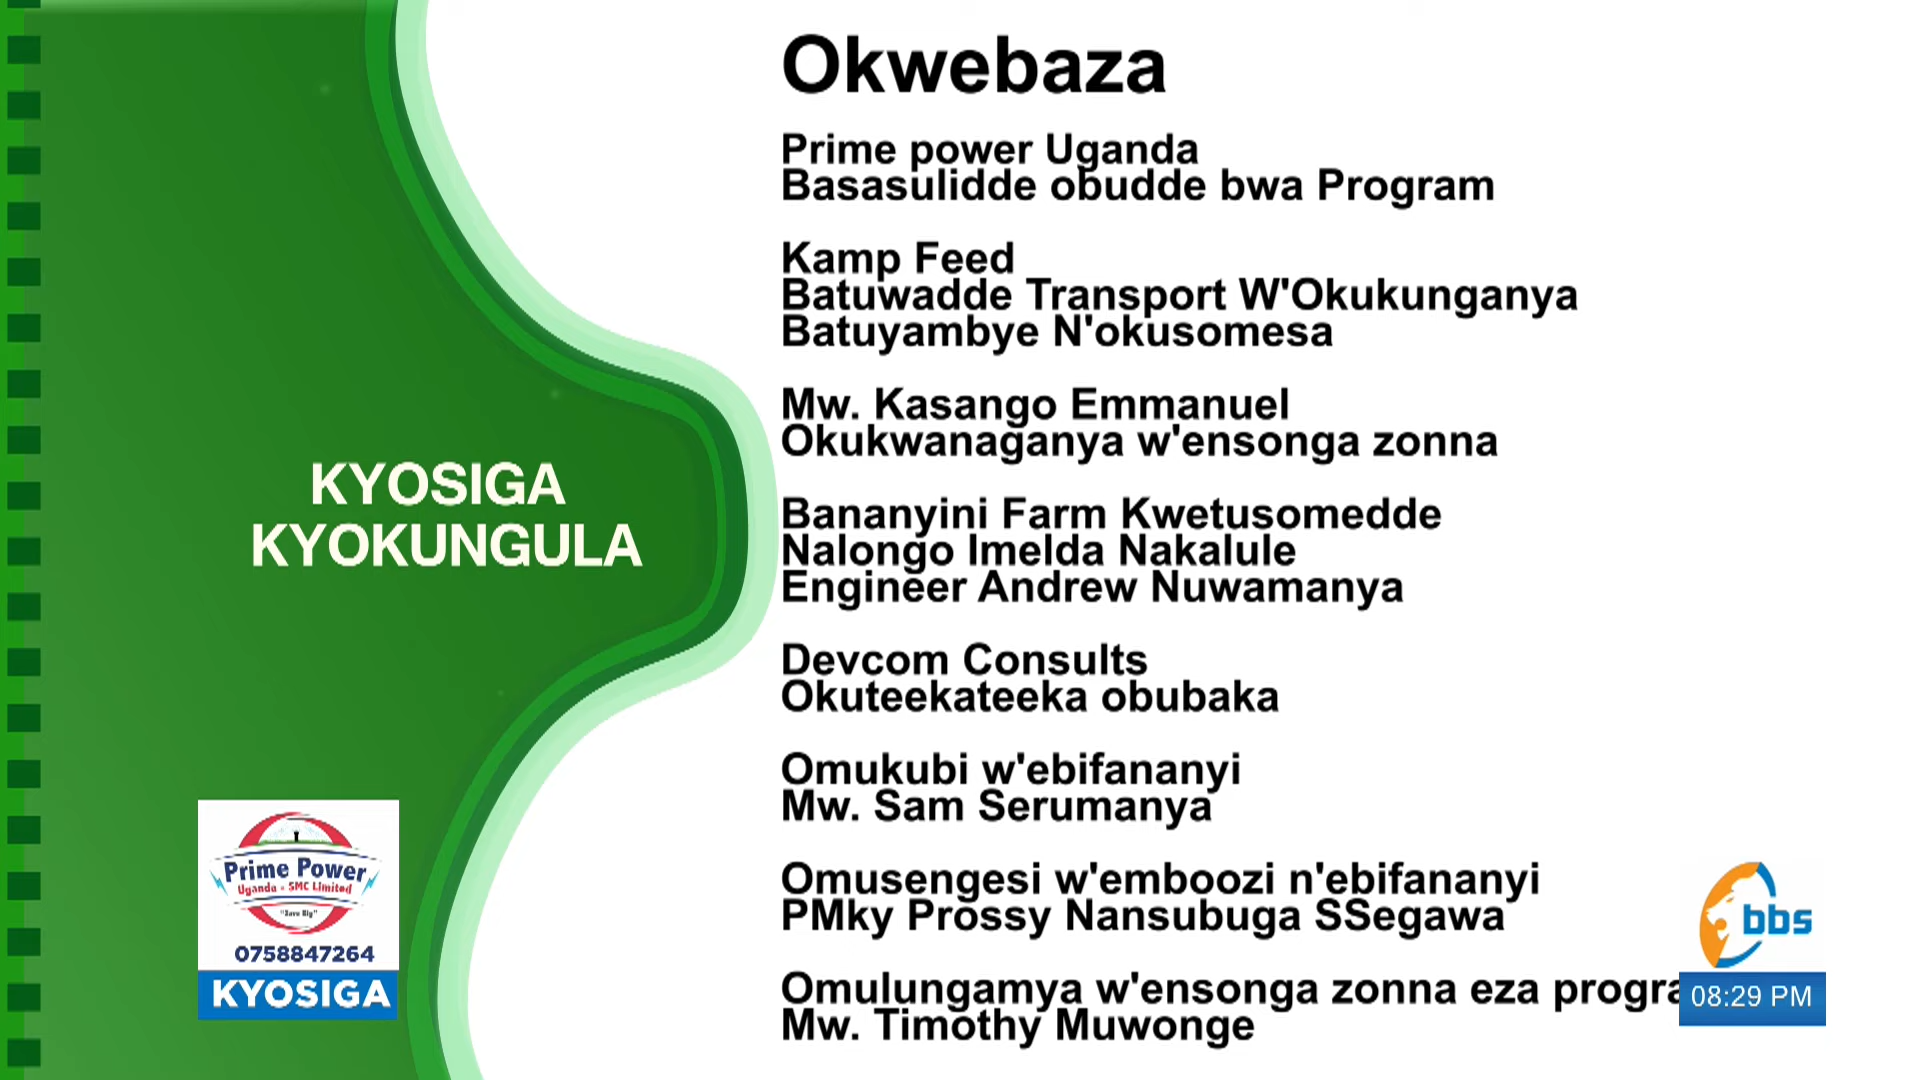 Okwebaza
Prime power Uganda
Basasulidde obudde bwa Program
Kamp Feed
Batuwadde Transport W'Okukunganya
Batuyambye N'okusomesa
Mw. Kasango Emmanuel
Okukwanaganya w'ensonga zonna
Bananyini Farm Kwetusomedde
Nalongo Imelda Nakalule
Engineer Andrew Nuwamanya
Devcom Consults
Okuteekateeka obubaka
Omukubi w'ebifananyi
Mw. Sam Serumanya
Omusengesi w'emboozi n'ebifananyi
PMky Prossy Nansubuga SSegawa
Omulungamya w'ensonga zonna eza progra
Mw. Timothy Muwonge
KYOSIGA
KYOKUNGULA
Prime Power
Uganda - SMC Limited
"Save Big"
0758847264
KYOSIGA
bbs
08:29 PM